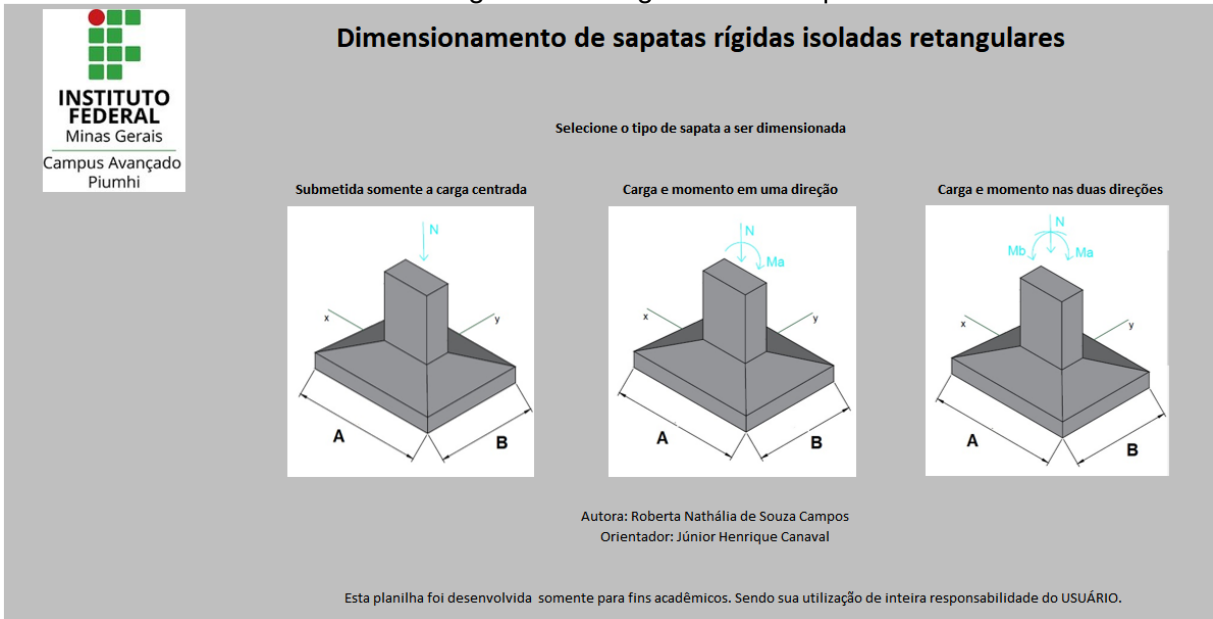 Dimensionamento de sapatas rígidas isoladas retangulares
INSTITUTO
FEDERAL
Minas Gerais
Campus Avançado
Piumhi
Selecione o tipo de sapata a ser dimensionada
Submetida somente a carga centrada
Carga e momento em uma direção
Carga e momento nas duas direções
N
x
y
A
B
N
Ma
x
y
A
B
N
Mb
Ma
x
y
A
B
Autora: Roberta Nathália de Souza Campos
Orientador: Júnior Henrique Canaval
Esta planilha foi desenvolvida somente para fins acadêmicos. Sendo sua utilização de inteira responsabilidade do USUÁRIO.